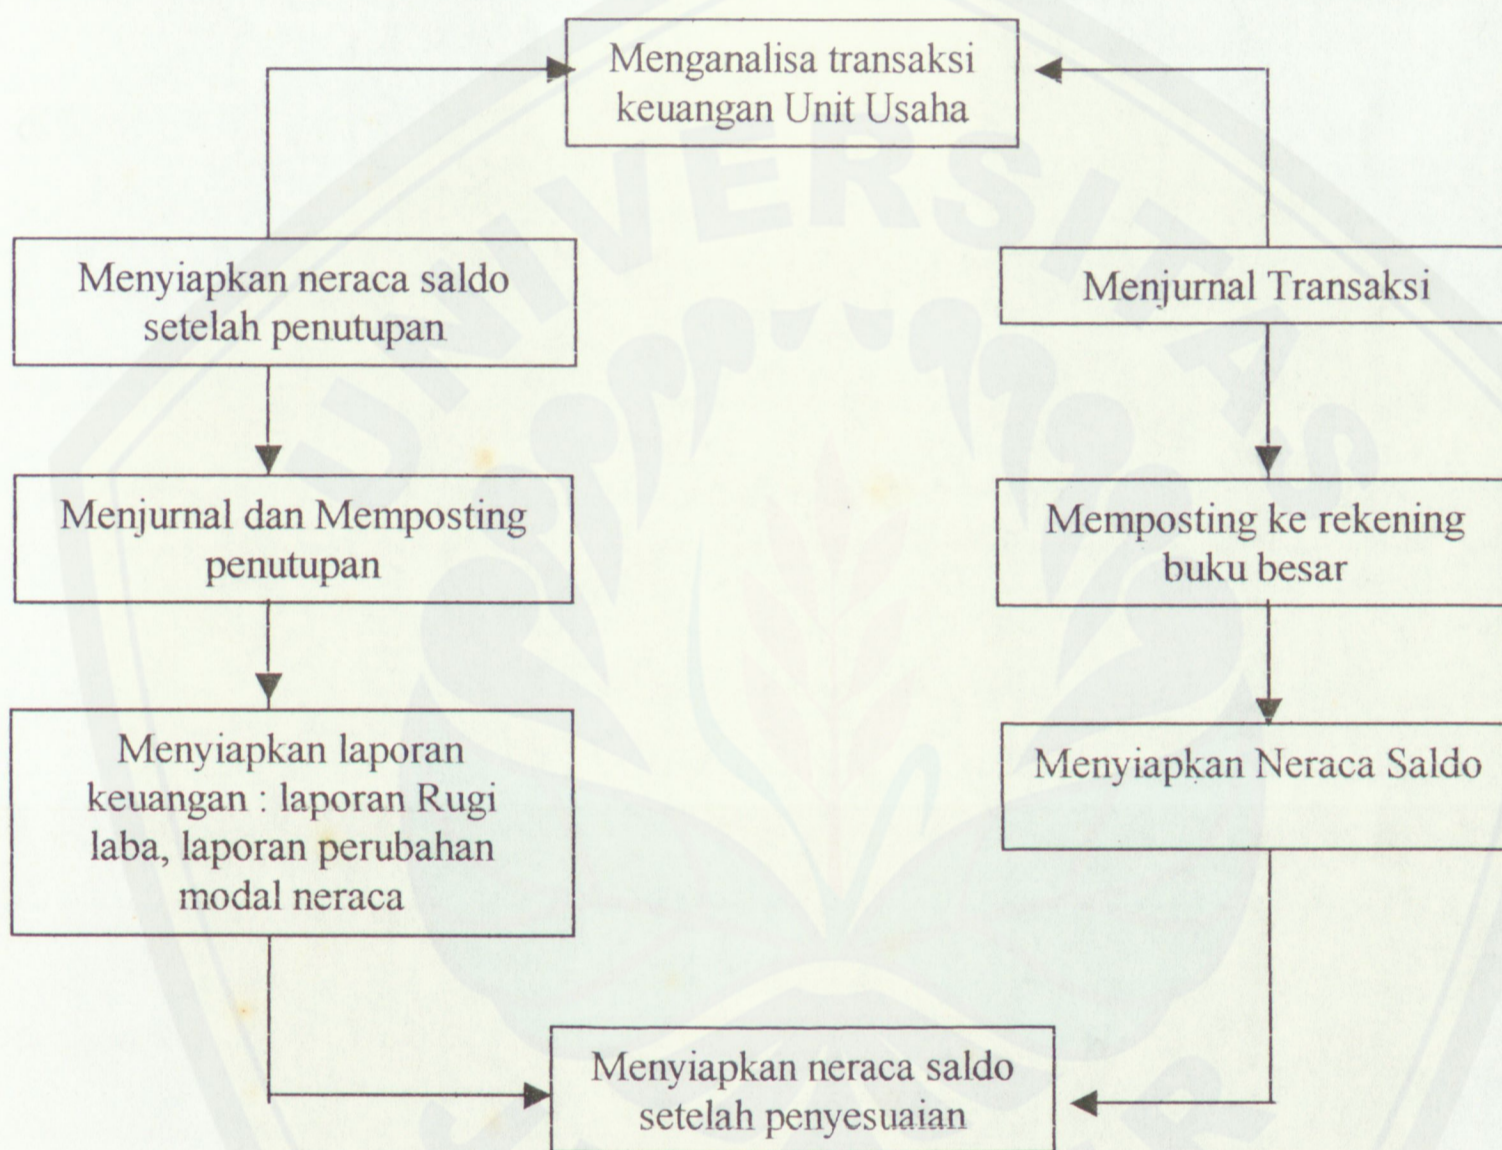 Menganalisa transaksi
keuangan Unit Usaha
Menyiapkan neraca saldo
setelah penutupan
Menjurnal Transaksi
Menjurnal dan Memposting
penutupan
Memposting ke rekening
buku besar
Menyiapkan laporan
keuangan : laporan Rugi
laba, laporan perubahan
modal neraca
Menyiapkan Neraca Saldo
Menyiapkan neraca saldo
setelah penyesuaian
UNIVERSITAS